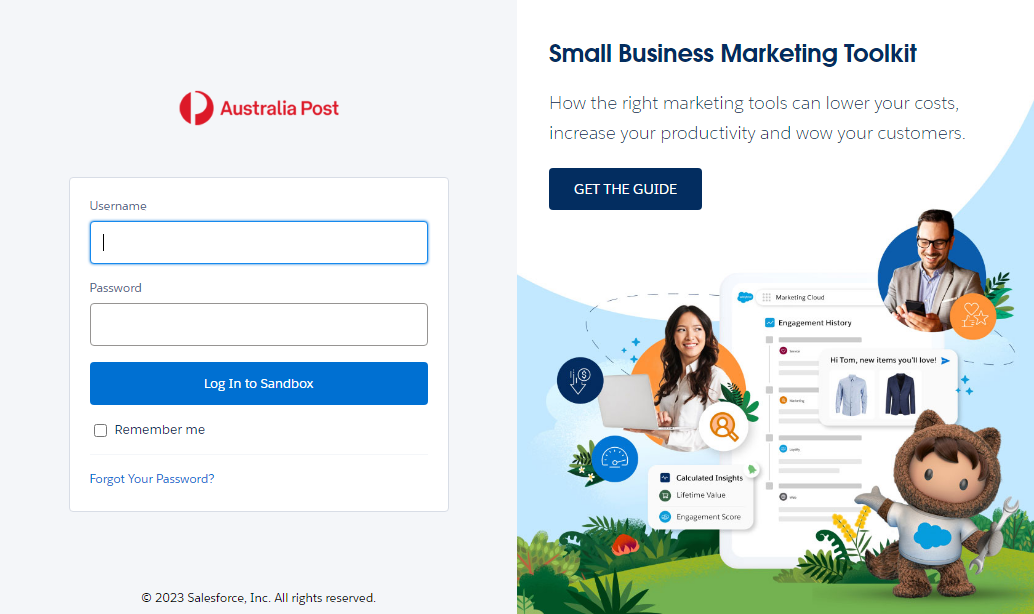 Australia Post
Username
Password
Log In to Sandbox
Remember me
Forgot Your Password?
© 2023 Salesforce, Inc. All rights reserved.
Small Business Marketing Toolkit
How the right marketing tools can lower your costs,
increase your productivity and wow your customers.
GET THE GUIDE
Marketing Cloud
Engagement History
Service
Hi Tom, new items you'll love!
Marketing
Loyalty
Calculated Insights
Lifetime Value
Engagement Score